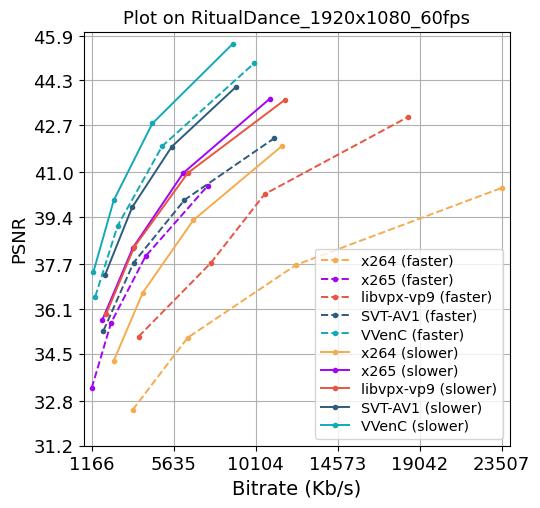 Plot on RitualDance_1920x1080_60fps
45.9
44.3
42.7
41.0
39.4
37.7
36.1
34.5
32.8
31.2
PSNR
x264 (faster)
x265 (faster)
libvpx-vp9 (faster)
SVT-AV1 (faster)
VVenC (faster)
x264 (slower)
x265 (slower)
libvpx-vp9 (slower)
SVT-AV1 (slower)
VVenC (slower)
1166 5635 10104 14573 19042 23507
Bitrate (Kb/s)